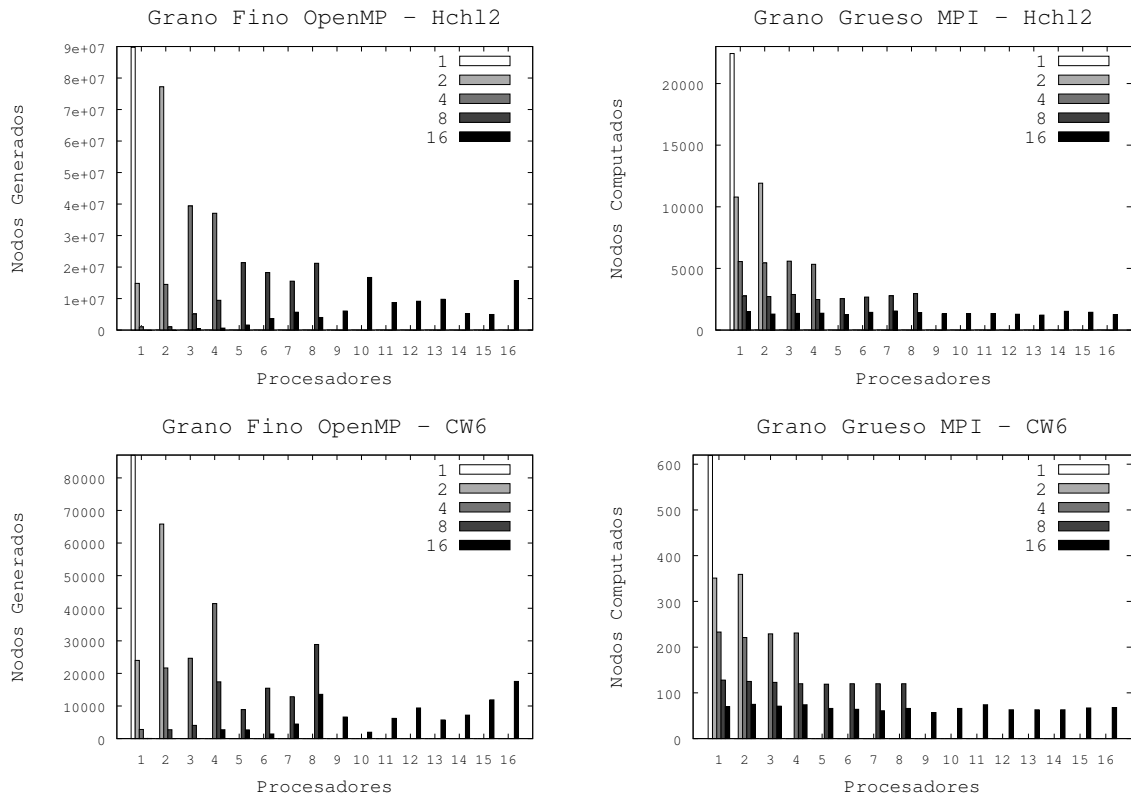 Grano Fino OpenMP – Hchl2
Nodos Generados
9e+07
8e+07
7e+07
6e+07
5e+07
4e+07
3e+07
2e+07
1e+07
0
1
2
4
8
16
1 2 3 4 5 6 7 8 9 10 11 12 13 14 15 16
Procesadores
Grano Grueso MPI – Hchl2
Nodos Computados
20000
15000
10000
5000
0
1
2
4
8
16
1 2 3 4 5 6 7 8 9 10 11 12 13 14 15 16
Procesadores
Grano Fino OpenMP – CW6
Nodos Generados
80000
70000
60000
50000
40000
30000
20000
10000
0
1
2
4
8
16
1 2 3 4 5 6 7 8 9 10 11 12 13 14 15 16
Procesadores
Grano Grueso MPI – CW6
Nodos Computados
600
500
400
300
200
100
0
1
2
4
8
16
1 2 3 4 5 6 7 8 9 10 11 12 13 14 15 16
Procesadores